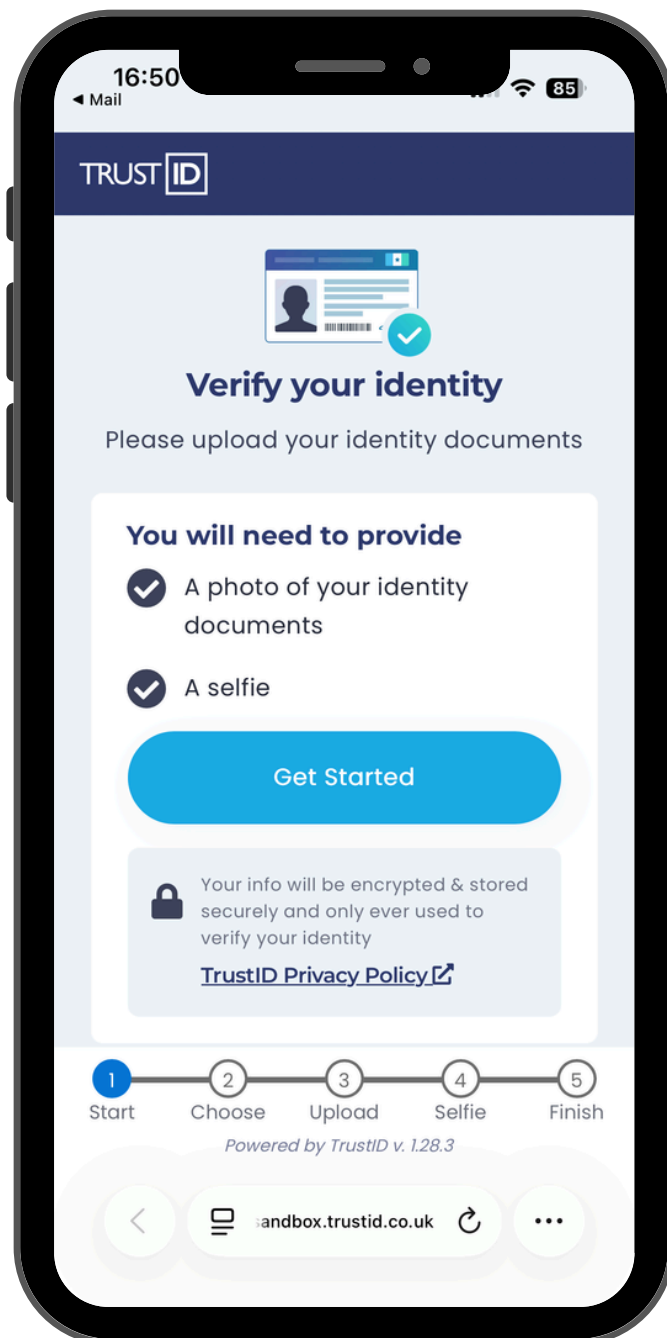 16:50
◀ Mail
85
TRUST ID
Verify your identity
Please upload your identity documents
You will need to provide
A photo of your identity
documents
A selfie
Get Started
Your info will be encrypted & stored
securely and only ever used to
verify your identity
TrustID Privacy Policy
1 2 3 4 5
Start Choose Upload Selfie Finish
Powered by TrustID v. 1.28.3
andbox.trustid.co.uk